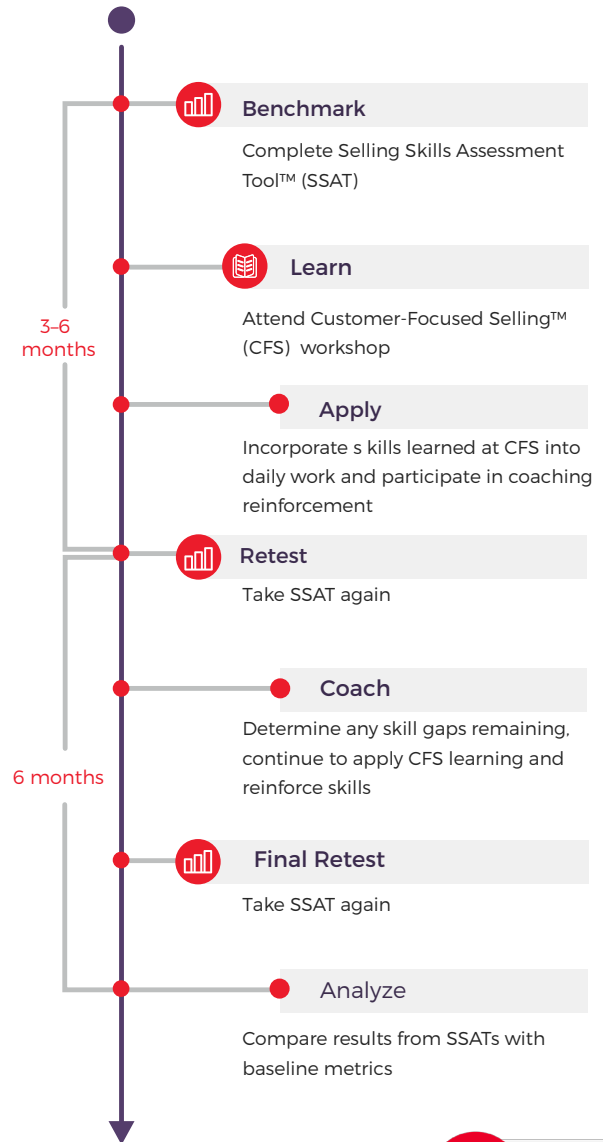 Benchmark
Complete Selling Skills Assessment
Tool™ (SSAT)
Learn
Attend Customer-Focused Selling™
(CFS) workshop
3–6
months
Apply
Incorporate s kills learned at CFS into
daily work and participate in coaching
reinforcement
Retest
Take SSAT again
Coach
Determine any skill gaps remaining,
continue to apply CFS learning and
reinforce skills
6 months
Final Retest
Take SSAT again
Analyze
Compare results from SSATs with
baseline metrics